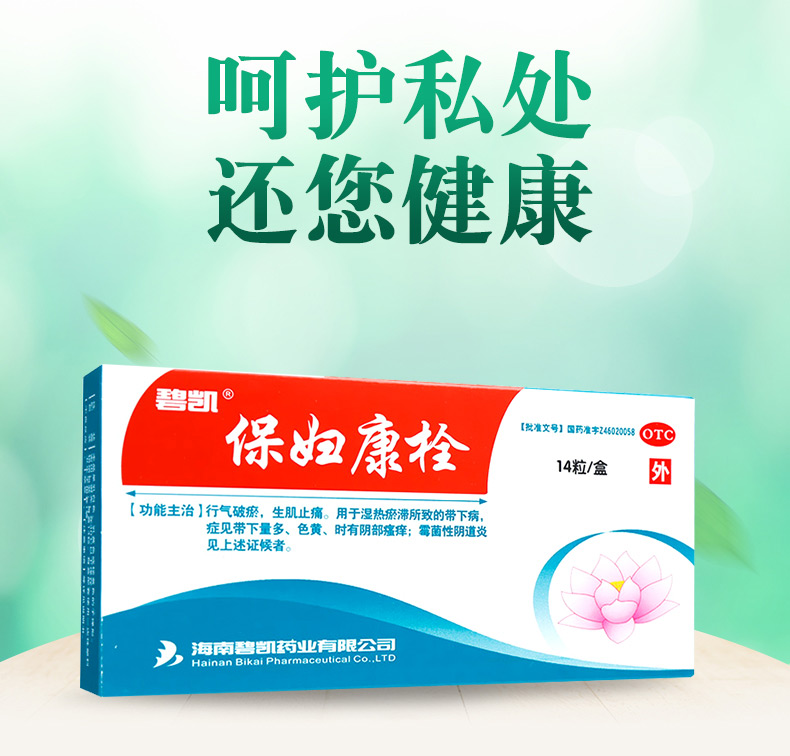 呵护私处
还您健康
碧凯®
保妇康栓
【批准文号】国药准字Z46020058
OTC
14粒/盒
外
【功能主治】行气破瘀,生肌止痛。用于湿热瘀滞所致的带下病,
症见带下量多、色黄、时有阴部瘙痒;霉菌性阴道炎
见上述证候者。
海南碧凯药业有限公司
Hainan Bikai Pharmaceutical Co.,LTD